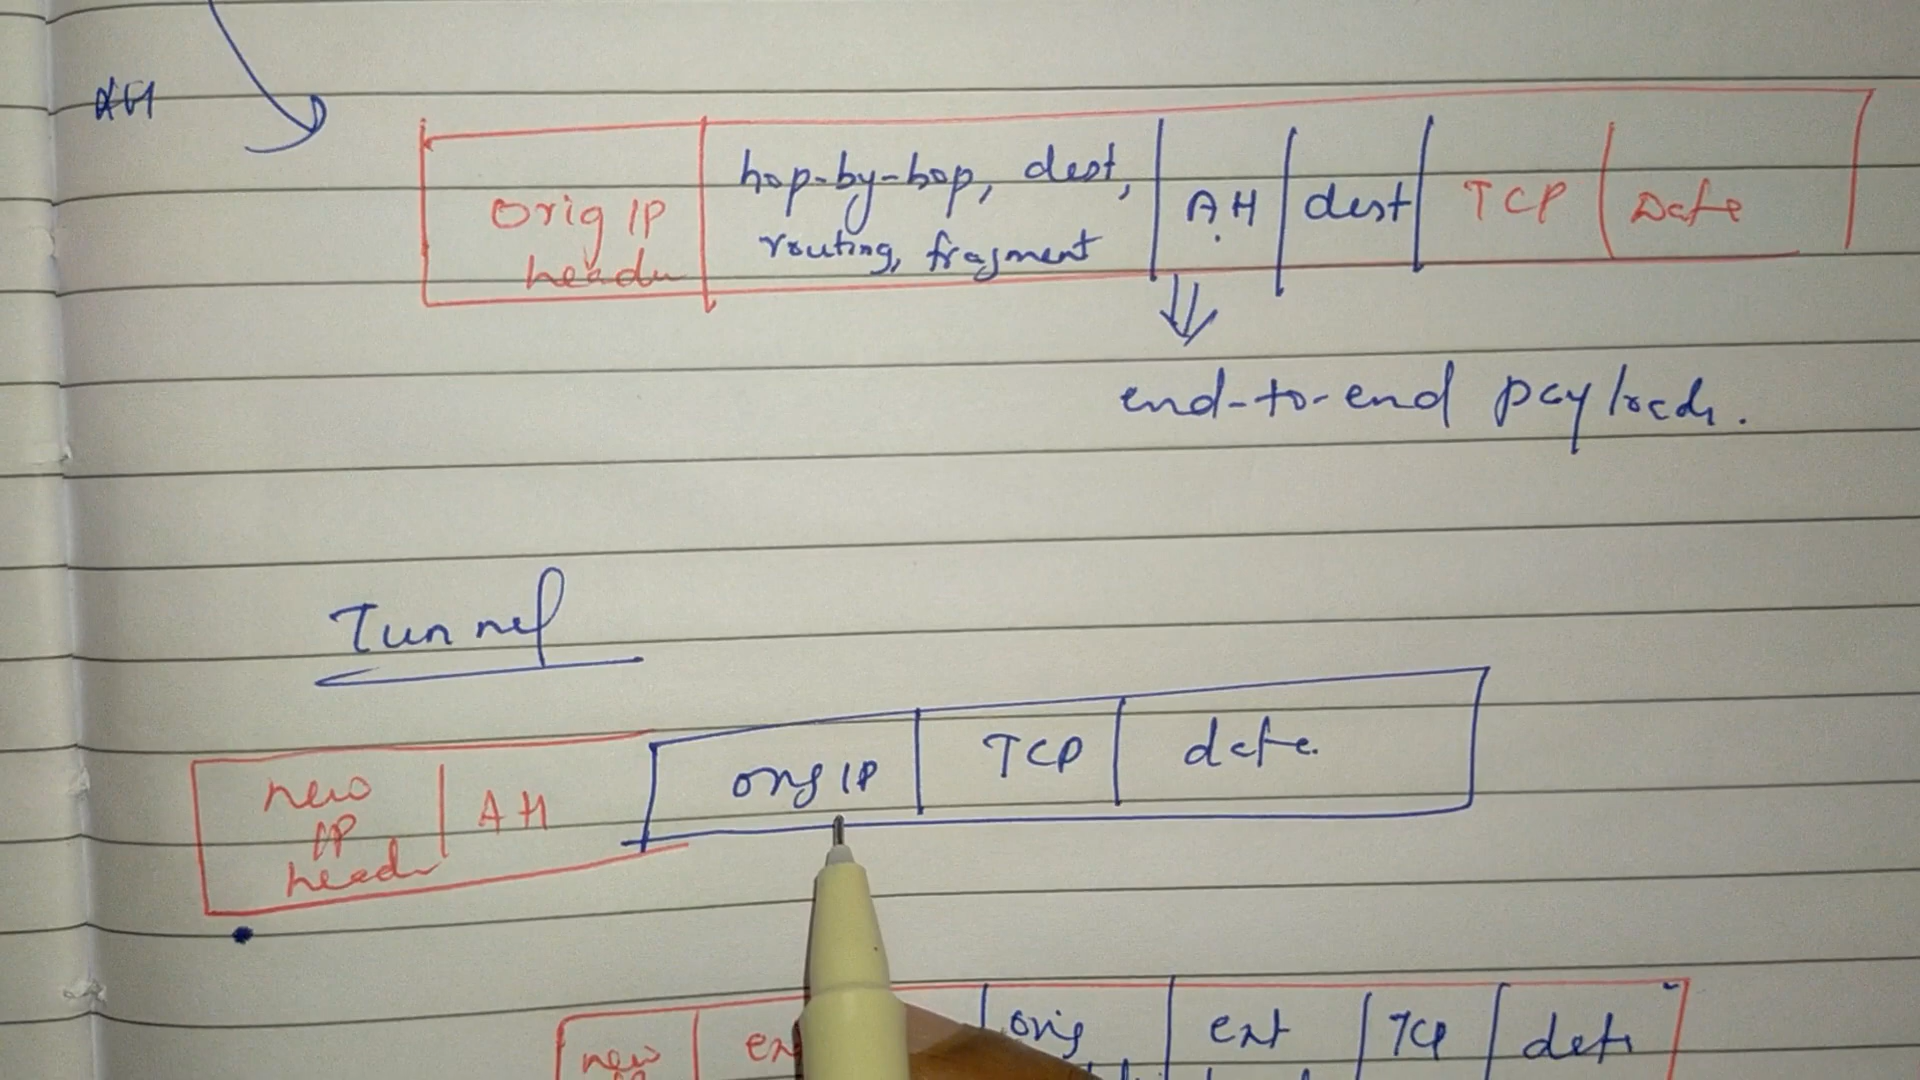 hop-by-hop, dest,
Orig IP AH dest TCP Data
routing, fragment
header
end-to-end payload.
Tunnel
new orig IP TCP data.
IP AH
header
new ext orig ext TCP data